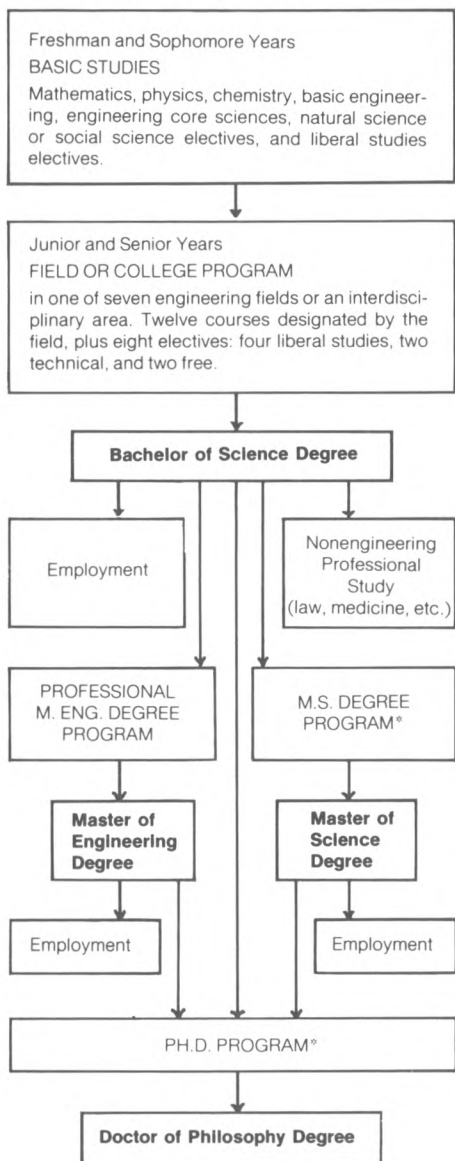 Freshman and Sophomore Years
BASIC STUDIES
Mathematics, physics, chemistry, basic engineer-
ing, engineering core sciences, natural science
or social science electives, and liberal studies
electives.
Junior and Senior Years
FIELD OR COLLEGE PROGRAM
in one of seven engineering fields or an interdisci-
plinary area. Twelve courses designated by the
field, plus eight electives: four liberal studies, two
technical, and two free.
Bachelor of Science Degree
Employment
Nonengineering
Professional
Study
(law, medicine, etc.)
PROFESSIONAL
M. ENG. DEGREE
PROGRAM
M.S. DEGREE
PROGRAM*
Master of
Engineering
Degree
Master of
Science
Degree
Employment
Employment
PH.D. PROGRAM*
Doctor of Philosophy Degree